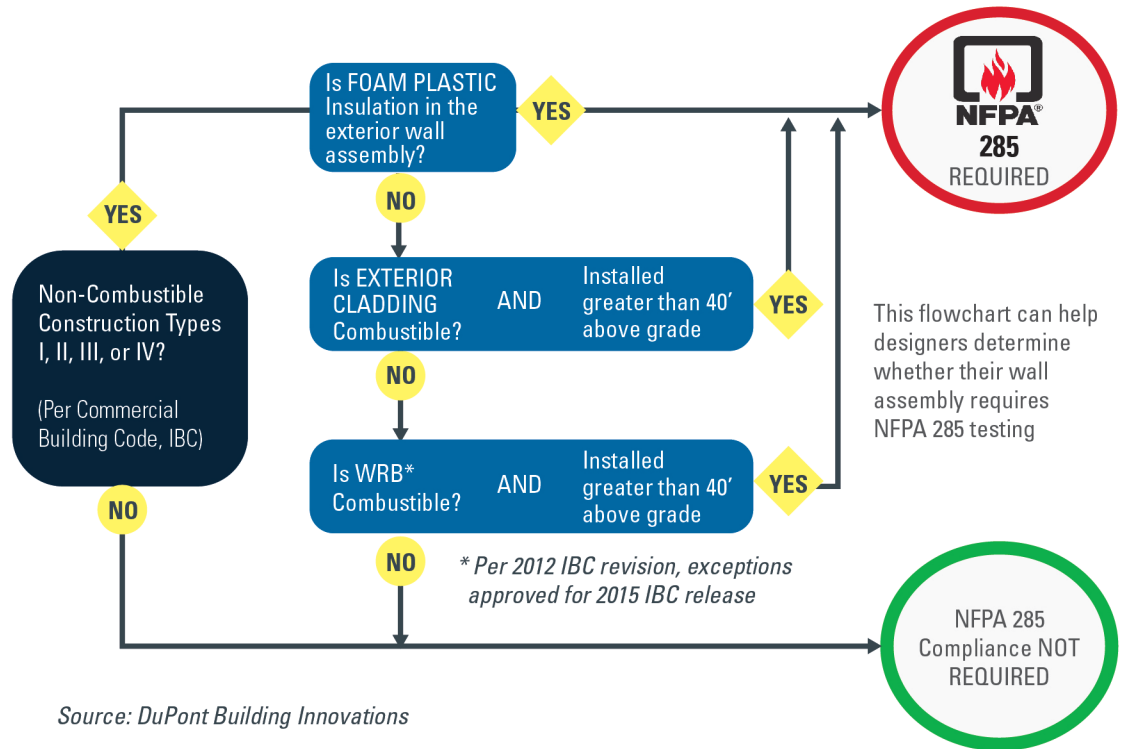 Non-Combustible
Construction Types
I, II, III, or IV?
(Per Commercial
Building Code, IBC)
YES
NO
Is FOAM PLASTIC
Insulation in the
exterior wall
assembly?
YES
NO
Is EXTERIOR
CLADDING
Combustible?
AND
Installed
greater than 40’
above grade
YES
NO
Is WRB*
Combustible?
AND
Installed
greater than 40’
above grade
YES
NO
* Per 2012 IBC revision, exceptions
approved for 2015 IBC release
NFPA®
285
REQUIRED
This flowchart can help
designers determine
whether their wall
assembly requires
NFPA 285 testing
NFPA 285
Compliance NOT
REQUIRED
Source: DuPont Building Innovations